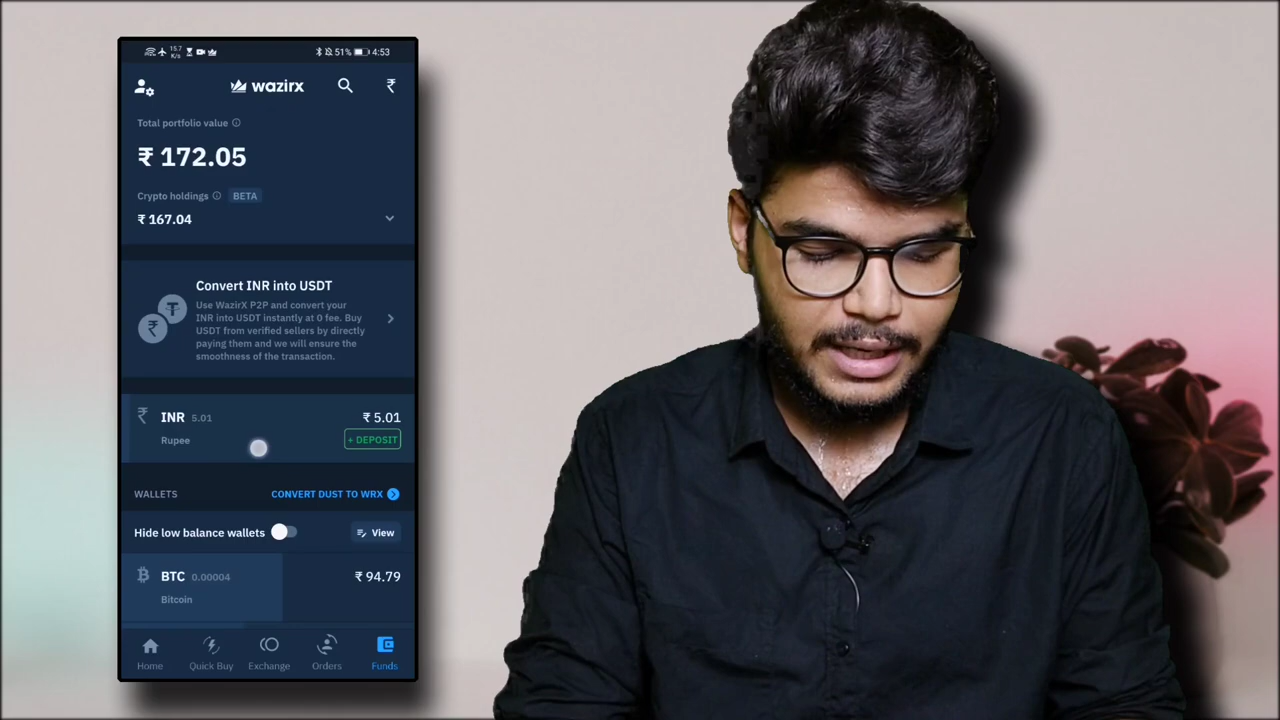 15.7
K/s
51% 4:53
wazirx
₹
Total portfolio value
₹ 172.05
Crypto holdings BETA
₹ 167.04
Convert INR into USDT
Use WazirX P2P and convert your
INR into USDT instantly at 0 fee. Buy
USDT from verified sellers by directly
paying them and we will ensure the
smoothness of the transaction.
₹ INR 5.01 ₹ 5.01
Rupee + DEPOSIT
WALLETS CONVERT DUST TO WRX
Hide low balance wallets View
BTC 0.00004 ₹ 94.79
Bitcoin
Home Quick Buy Exchange Orders Funds